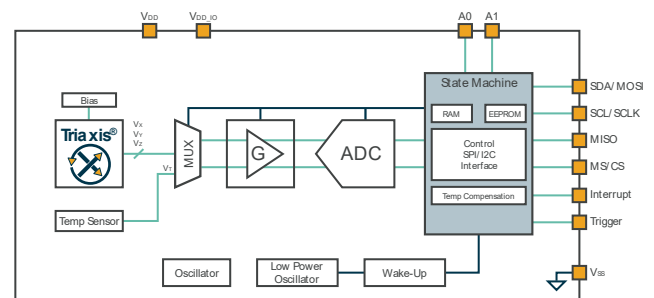 VDD
VDD_IO
A0
A1
State Machine
Bias
Triaxis®
VX
VY
VZ
VT
MUX
G
ADC
RAM
EEPROM
Control
SPI/I2C
Interface
Temp Compensation
Temp Sensor
Oscillator
Low Power
Oscillator
Wake-Up
SDA/MOSI
SCL/SCLK
MISO
MS/CS
Interrupt
Trigger
VSS